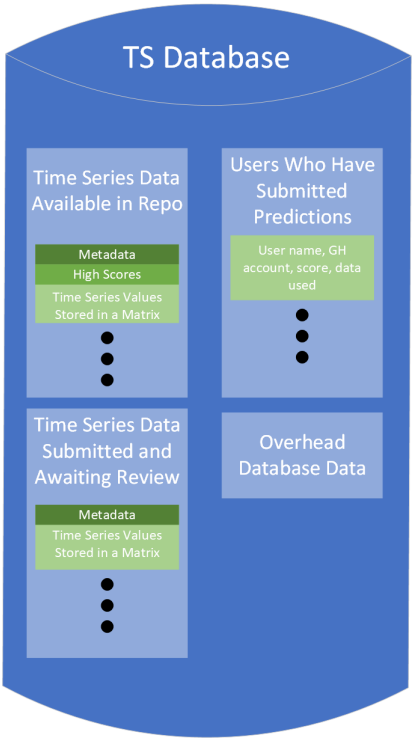 TS Database
Time Series Data
Available in Repo
Metadata
High Scores
Time Series Values
Stored in a Matrix
Users Who Have
Submitted
Predictions
User name, GH
account, score, data
used
Time Series Data
Submitted and
Awaiting Review
Metadata
Time Series Values
Stored in a Matrix
Overhead
Database Data